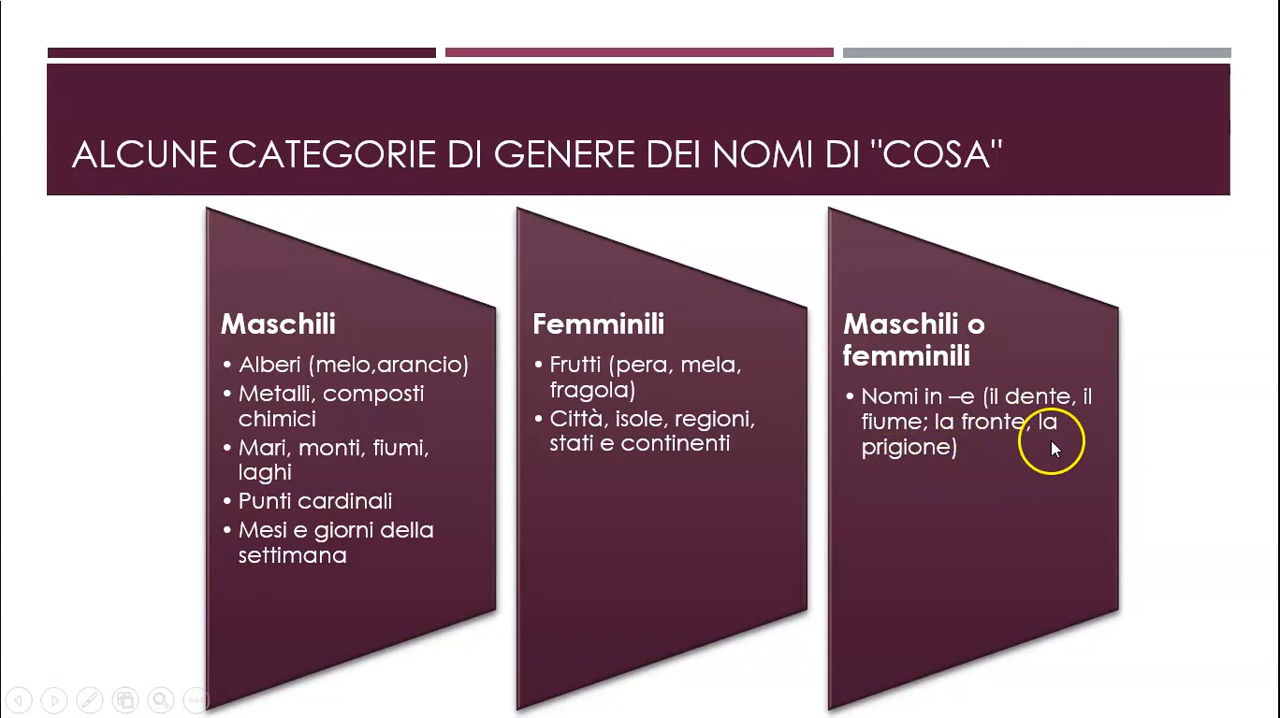 ALCUNE CATEGORIE DI GENERE DEI NOMI DI "COSA"
Maschili
• Alberi (melo,arancio)
• Metalli, composti
chimici
• Mari, monti, fiumi,
laghi
• Punti cardinali
• Mesi e giorni della
settimana
Femminili
• Frutti (pera, mela,
fragola)
• Città, isole, regioni,
stati e continenti
Maschili o
femminili
• Nomi in –e (il dente, il
fiume; la fronte, la
prigione)